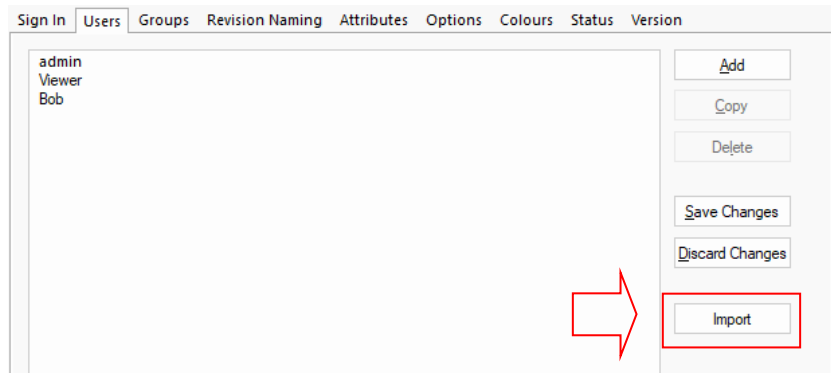 Sign In Users Groups Revision Naming Attributes Options Colours Status Version
admin
Viewer
Bob
Add
Copy
Delete
Save Changes
Discard Changes
Import